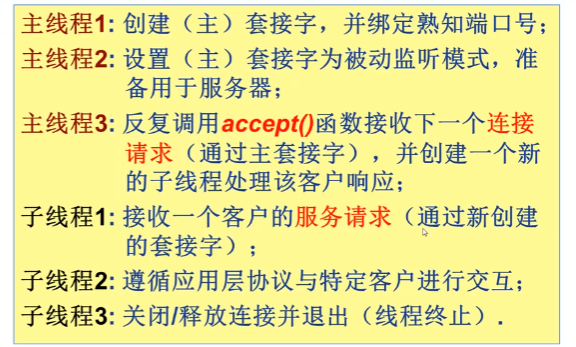 主线程1: 创建（主）套接字，并绑定熟知端口号；
主线程2: 设置（主）套接字为被动监听模式，准
备用于服务器；
主线程3: 反复调用accept()函数接收下一个连接
请求（通过主套接字），并创建一个新
的子线程处理该客户响应；
子线程1: 接收一个客户的服务请求（通过新创建
的套接字）；
子线程2: 遵循应用层协议与特定客户进行交互；
子线程3: 关闭/释放连接并退出（线程终止）.